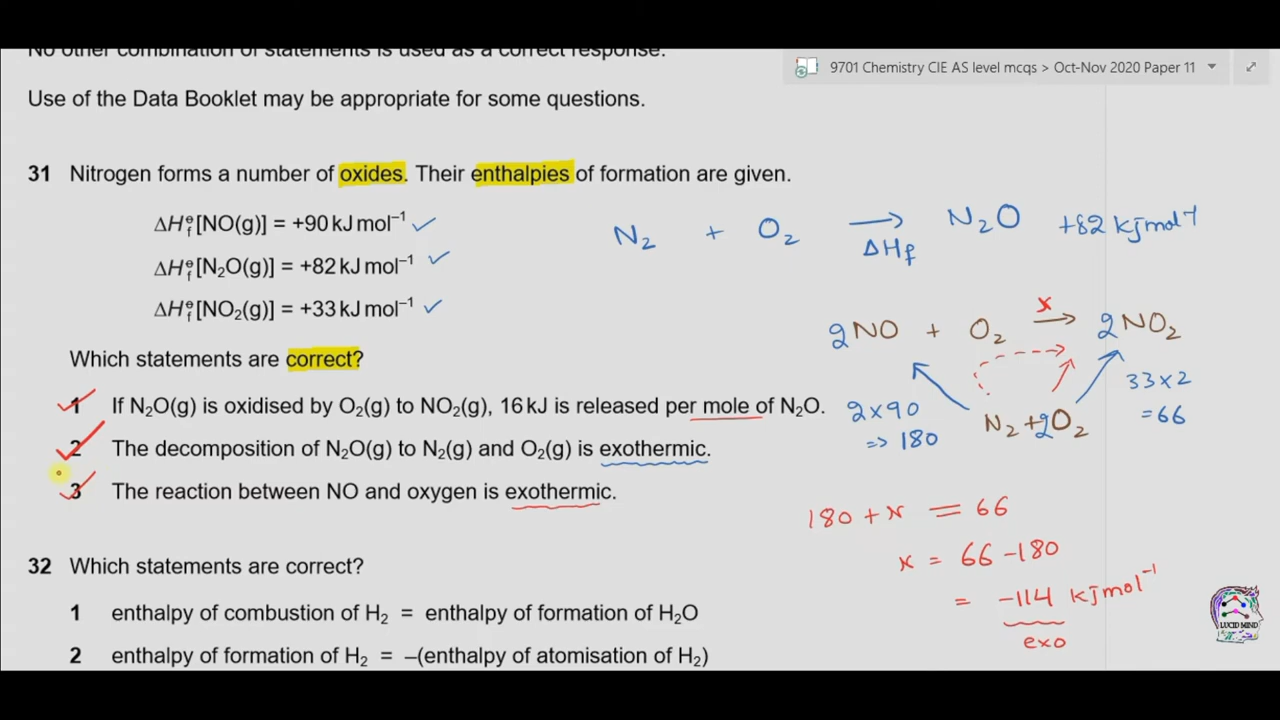 No other combination of statements is used as a correct response.
9701 Chemistry CIE AS level mcqs > Oct-Nov 2020 Paper 11
Use of the Data Booklet may be appropriate for some questions.
31 Nitrogen forms a number of oxides. Their enthalpies of formation are given.
ΔH⦵f[NO(g)] = +90 kJ mol⁻¹ ✓
N₂ + O₂ → N₂O +82 kjmol⁻¹
ΔHf
ΔH⦵f[N₂O(g)] = +82 kJ mol⁻¹ ✓
ΔH⦵f[NO₂(g)] = +33 kJ mol⁻¹ ✓
x
2NO + O₂ → 2NO₂
Which statements are correct?
33×2
= 66
1 If N₂O(g) is oxidised by O₂(g) to NO₂(g), 16 kJ is released per mole of N₂O.
2 × 90
⇒ 180
N₂ + 2O₂
2 The decomposition of N₂O(g) to N₂(g) and O₂(g) is exothermic.
3 The reaction between NO and oxygen is exothermic.
180 + x = 66
x = 66 - 180
= -114 kjmol⁻¹
exo
32 Which statements are correct?
1 enthalpy of combustion of H₂ = enthalpy of formation of H₂O
2 enthalpy of formation of H₂ = –(enthalpy of atomisation of H₂)
LUCID MIND